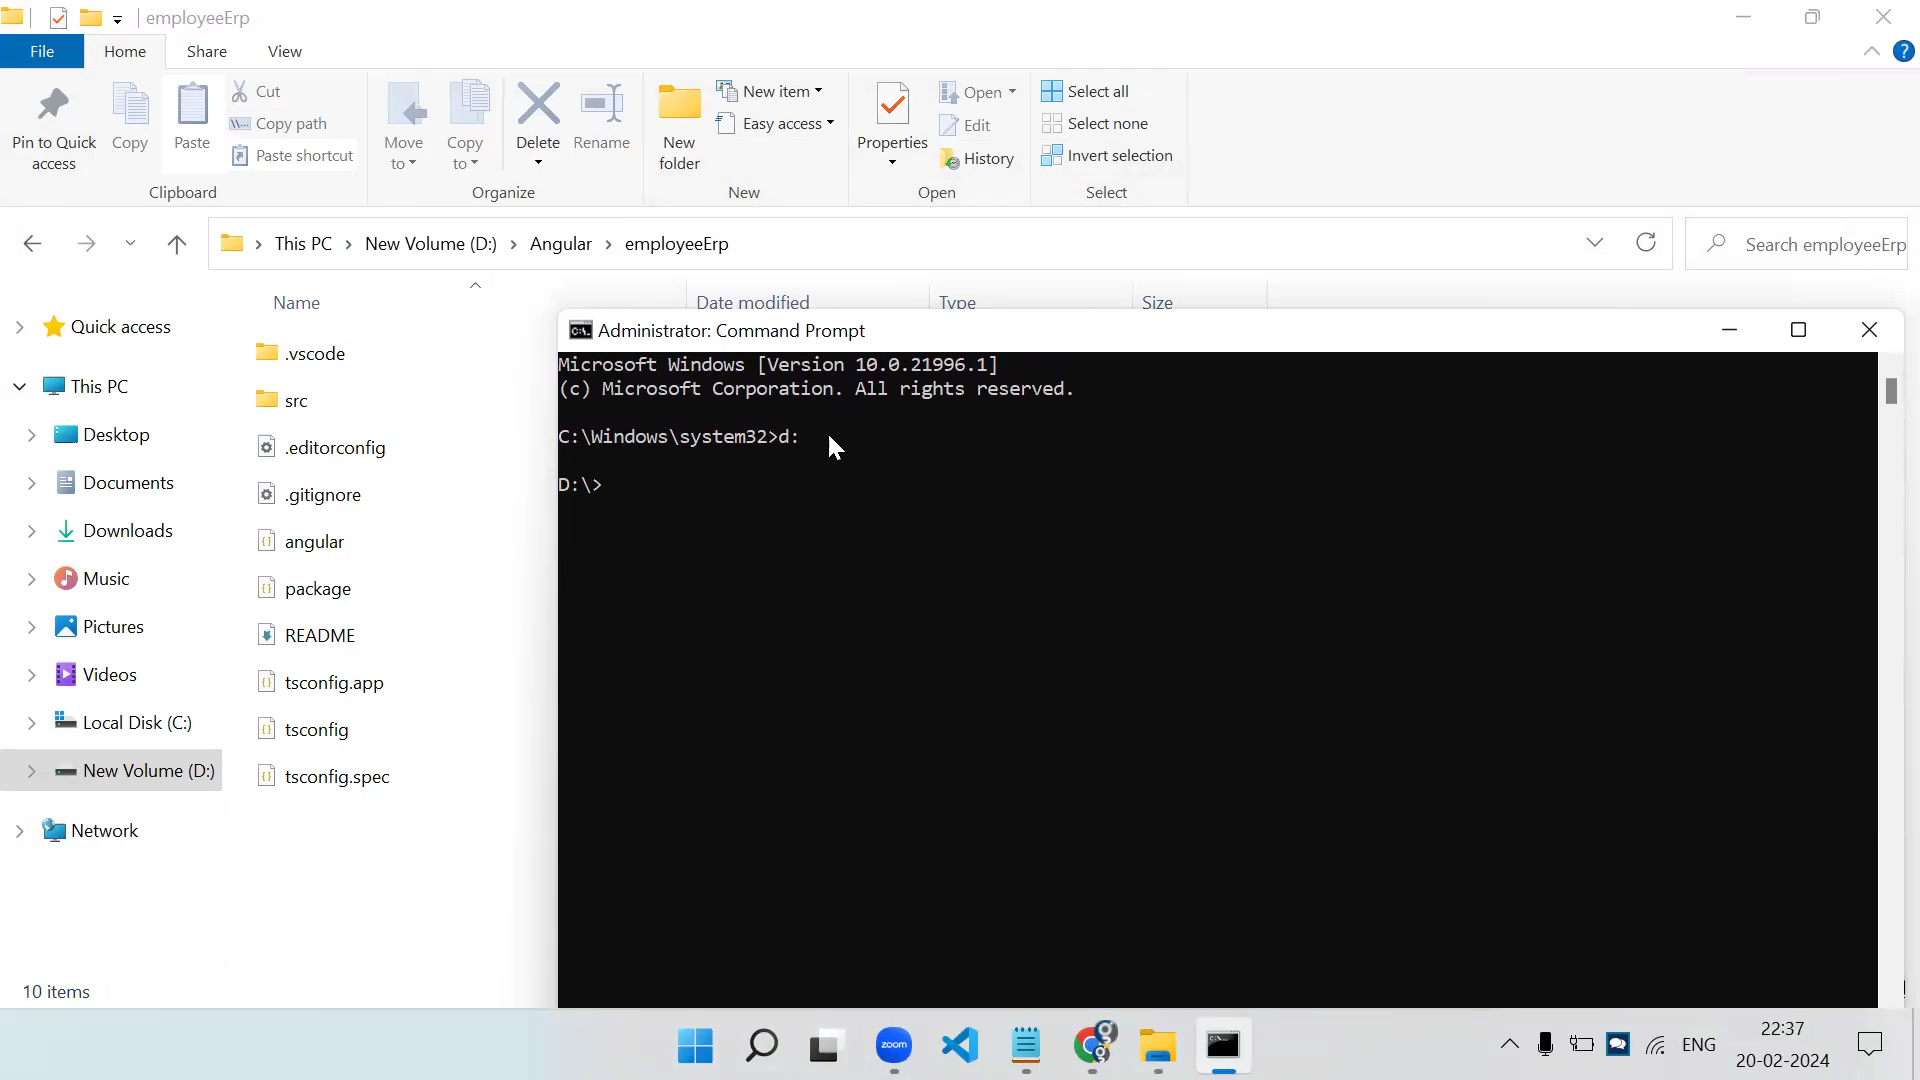 employeeErp
File Home Share View
Pin to Quick access
Copy
Paste
Cut
Copy path
Paste shortcut
Clipboard
Move to
Copy to
Delete
Rename
Organize
New folder
New item
Easy access
New
Properties
Open
Edit
History
Open
Select all
Select none
Invert selection
Select
This PC New Volume (D:) Angular employeeErp
Search employeeErp
Name Date modified Type Size
Quick access
This PC
Desktop
Documents
Downloads
Music
Pictures
Videos
Local Disk (C:)
New Volume (D:)
Network
.vscode
src
.editorconfig
.gitignore
angular
package
README
tsconfig.app
tsconfig
tsconfig.spec
10 items
Administrator: Command Prompt
Microsoft Windows [Version 10.0.21996.1]
(c) Microsoft Corporation. All rights reserved.
C:\Windows\system32>d:
D:\>
zoom
ENG
22:37
20-02-2024